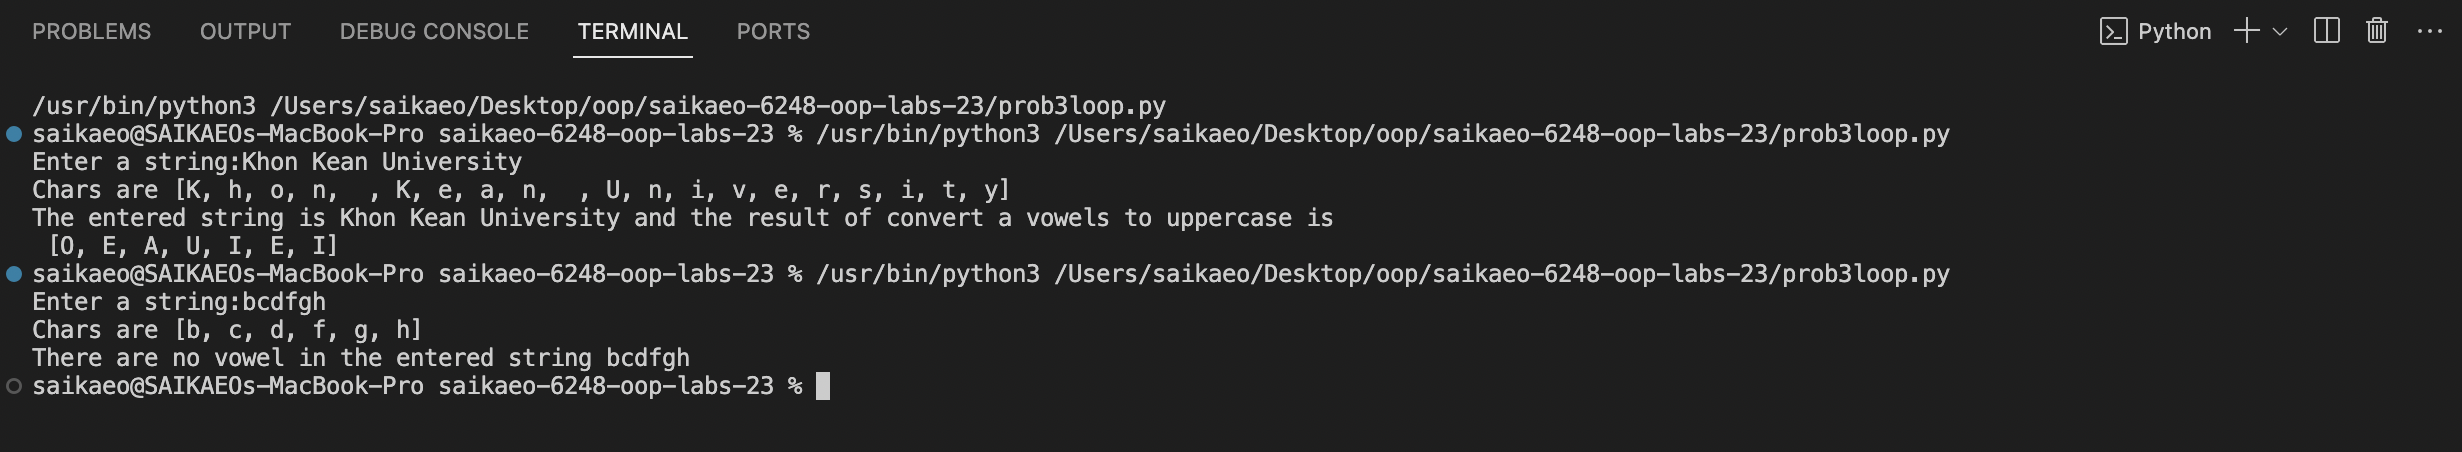 PROBLEMS OUTPUT DEBUG CONSOLE TERMINAL PORTS Python
/usr/bin/python3 /Users/saikaeo/Desktop/oop/saikaeo-6248-oop-labs-23/prob3loop.py
saikaeo@SAIKAEOs-MacBook-Pro saikaeo-6248-oop-labs-23 % /usr/bin/python3 /Users/saikaeo/Desktop/oop/saikaeo-6248-oop-labs-23/prob3loop.py
Enter a string:Khon Kean University
Chars are [K, h, o, n,  , K, e, a, n,  , U, n, i, v, e, r, s, i, t, y]
The entered string is Khon Kean University and the result of convert a vowels to uppercase is
 [O, E, A, U, I, E, I]
saikaeo@SAIKAEOs-MacBook-Pro saikaeo-6248-oop-labs-23 % /usr/bin/python3 /Users/saikaeo/Desktop/oop/saikaeo-6248-oop-labs-23/prob3loop.py
Enter a string:bcdfgh
Chars are [b, c, d, f, g, h]
There are no vowel in the entered string bcdfgh
saikaeo@SAIKAEOs-MacBook-Pro saikaeo-6248-oop-labs-23 %